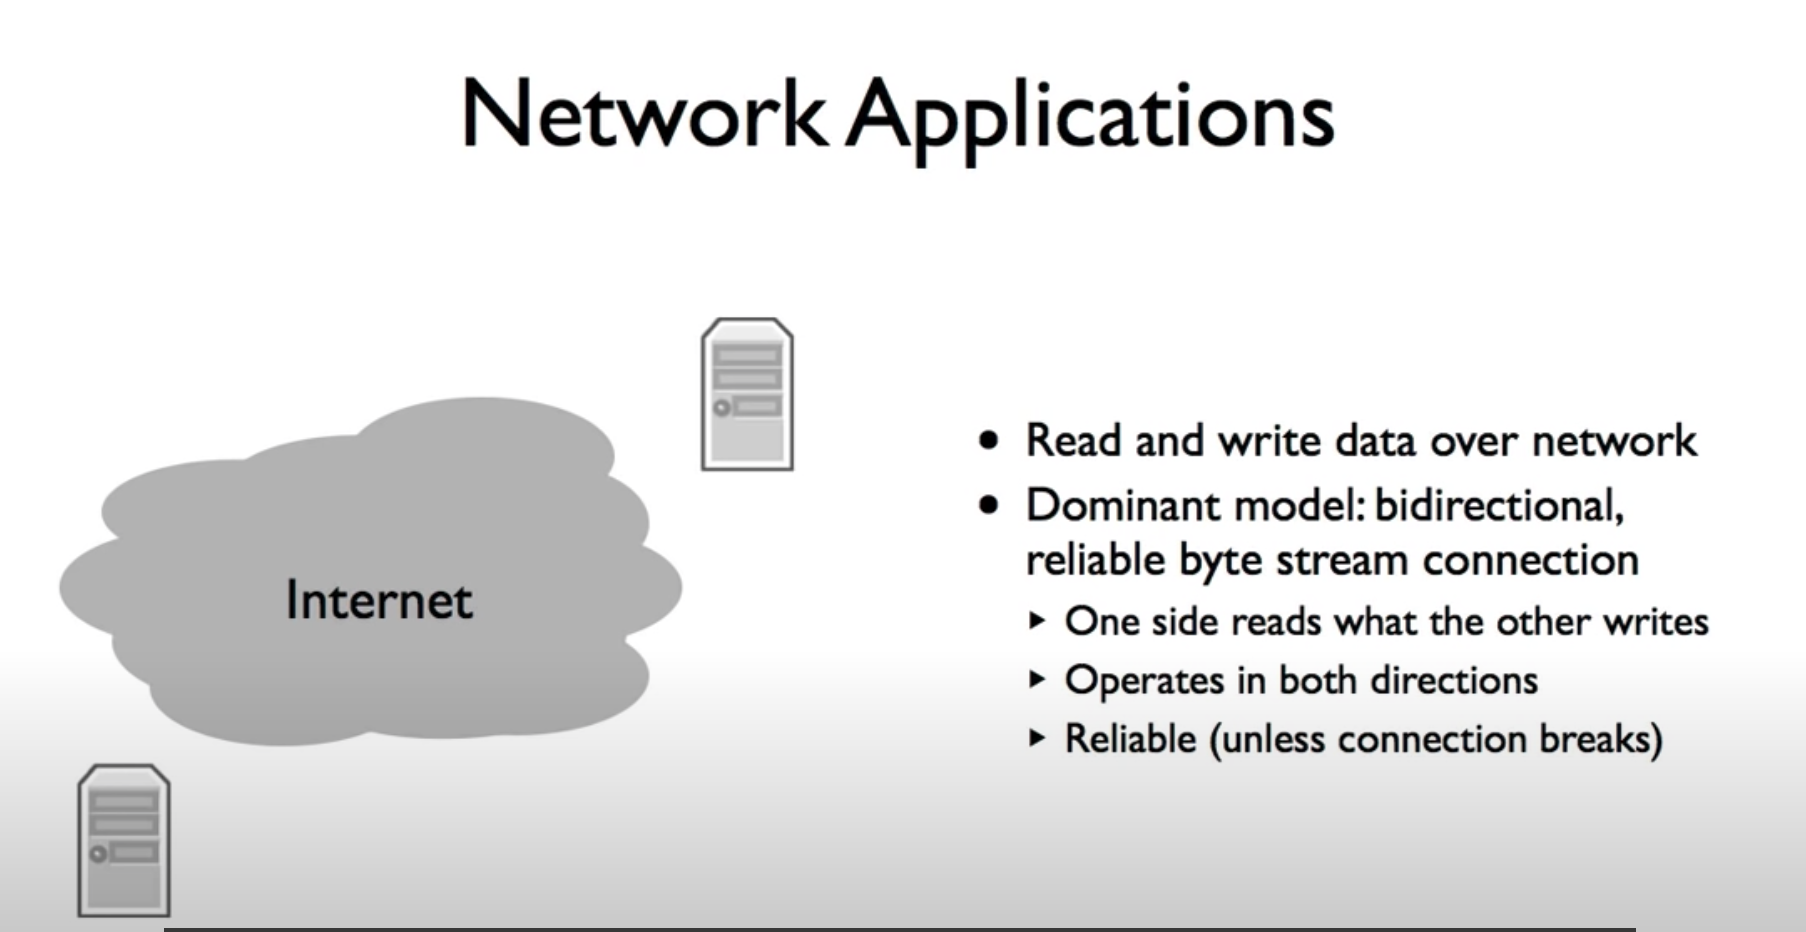 Network Applications
Internet
• Read and write data over network
• Dominant model: bidirectional,
reliable byte stream connection
▸ One side reads what the other writes
▸ Operates in both directions
▸ Reliable (unless connection breaks)